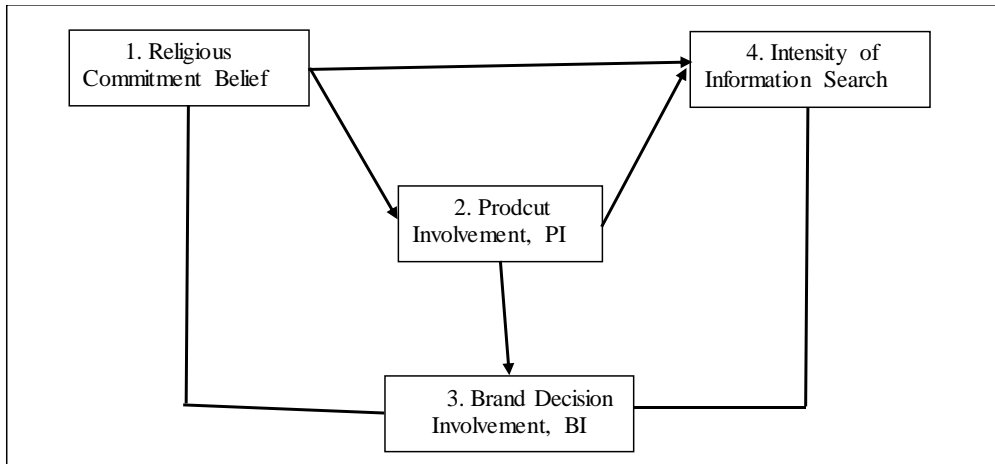 1. Religious
Commitment Belief
4. Intensity of
Information Search
2. Prodcut
Involvement, PI
3. Brand Decision
Involvement, BI